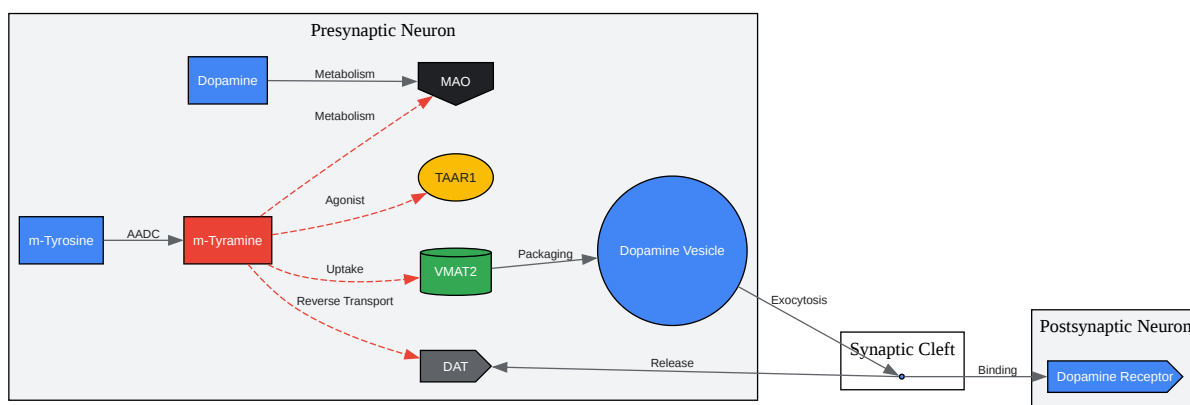 Presynaptic Neuron
Dopamine
Metabolism
MAO
Metabolism
TAAR1
Agonist
m-Tyrosine
AADC
m-Tyramine
Uptake
VMAT2
Packaging
Dopamine Vesicle
Reverse Transport
DAT
Exocytosis
Release
Synaptic Cleft
Binding
Postsynaptic Neuron
Dopamine Receptor